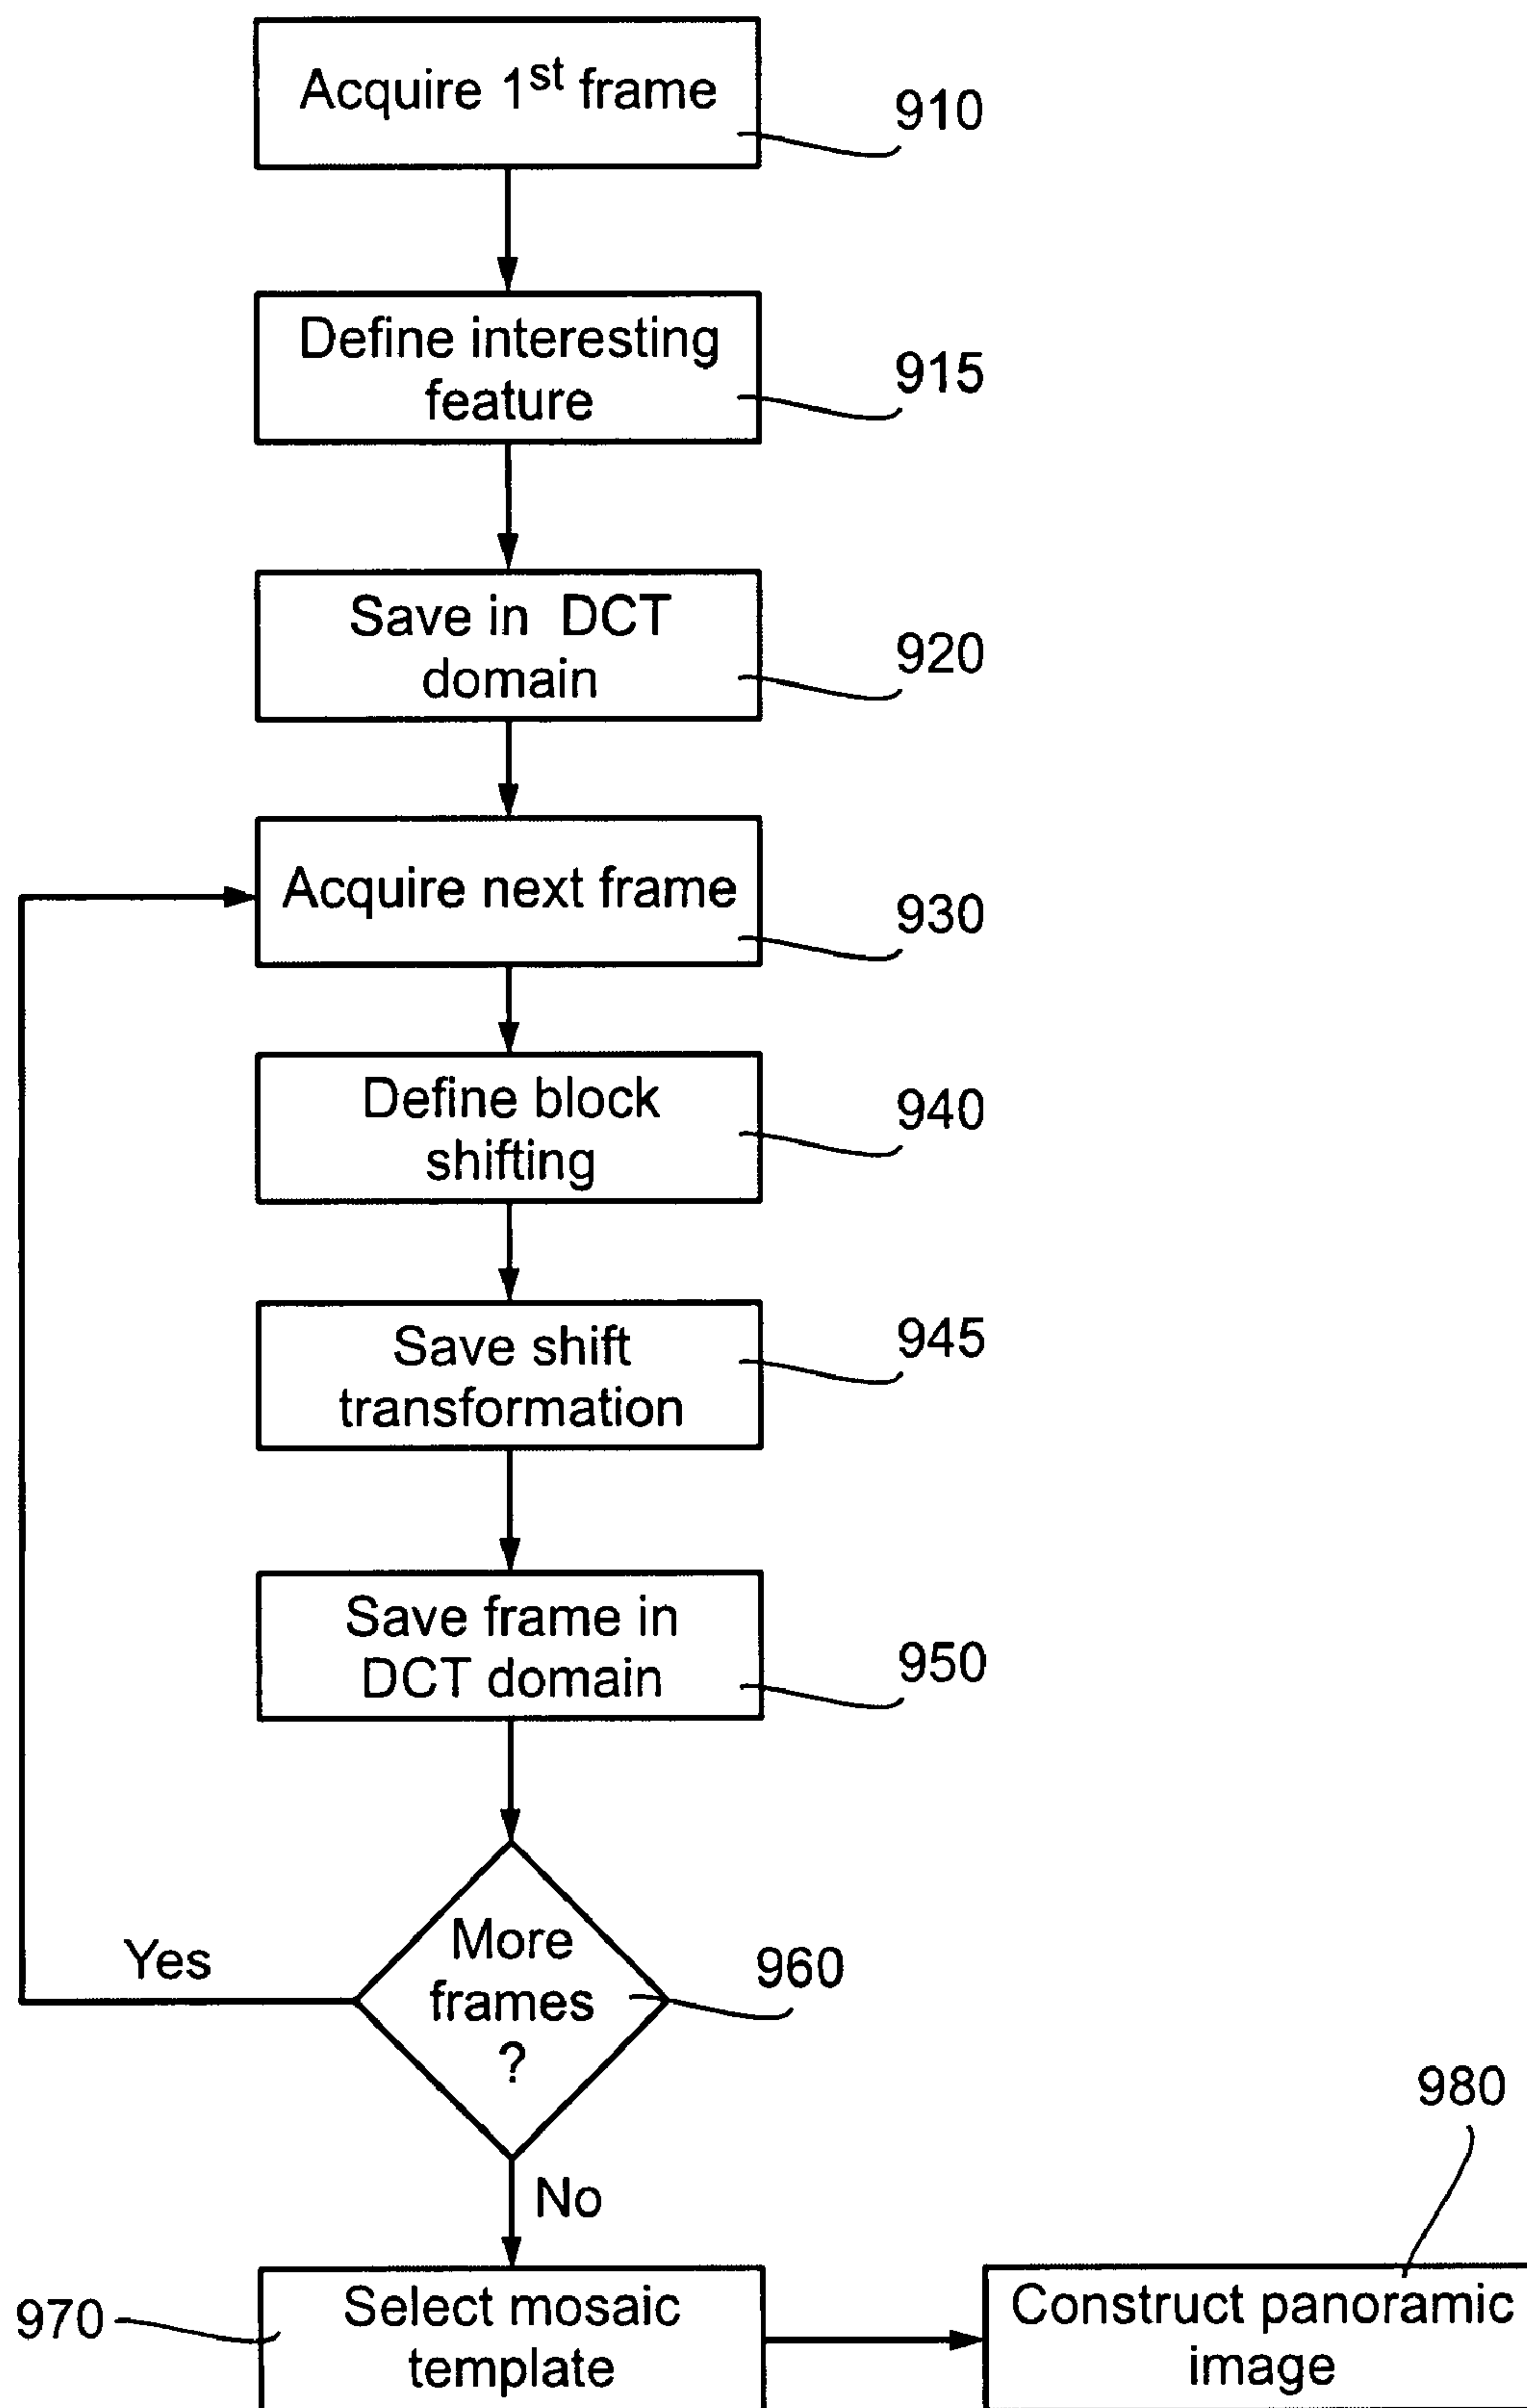 Acquire 1st frame
910
Define interesting
feature
915
Save in DCT
domain
920
Acquire next frame
930
Define block
shifting
940
Save shift
transformation
945
Save frame in
DCT domain
950
More
frames
?
960
Yes
No
970
Select mosaic
template
980
Construct panoramic
image